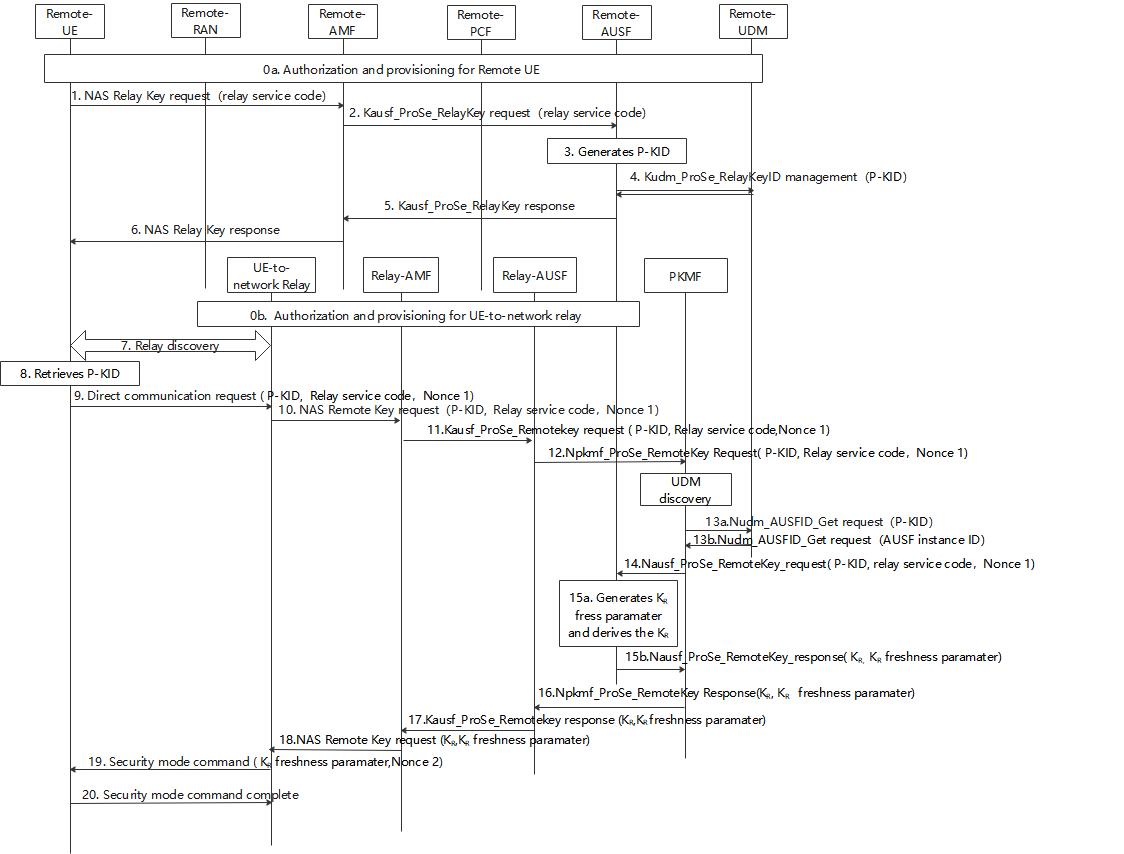 Remote-
UE
Remote-
RAN
Remote-
AMF
Remote-
PCF
Remote-
AUSF
Remote-
UDM
0a. Authorization and provisioning for Remote UE
1. NAS Relay Key request (relay service code)
2. Kausf_ProSe_RelayKey request (relay service code)
3. Generates P-KID
4. Kudm_ProSe_RelayKeyID management (P-KID)
5. Kausf_ProSe_RelayKey response
6. NAS Relay Key response
UE-to-
network Relay
Relay-AMF
Relay-AUSF
PKMF
0b. Authorization and provisioning for UE-to-network relay
7. Relay discovery
8. Retrieves P-KID
9. Direct communication request ( P-KID, Relay service code, Nonce 1)
10. NAS Remote Key request (P-KID, Relay service code, Nonce 1)
11.Kausf_ProSe_Remotekey request ( P-KID, Relay service code,Nonce 1)
12.Npkmf_ProSe_RemoteKey Request( P-KID, Relay service code, Nonce 1)
UDM
discovery
13a.Nudm_AUSFID_Get request (P-KID)
13b.Nudm_AUSFID_Get request (AUSF instance ID)
14.Nausf_ProSe_RemoteKey_request( P-KID, relay service code, Nonce 1)
15a. Generates KR
fress paramater
and derives the KR
15b.Nausf_ProSe_RemoteKey_response( KR, KR freshness paramater)
16.Npkmf_ProSe_RemoteKey Response(KR, KR freshness paramater)
17.Kausf_ProSe_Remotekey response (KR,KR freshness paramater)
18.NAS Remote Key request (KR,KR freshness paramater)
19. Security mode command ( KR freshness paramater,Nonce 2)
20. Security mode command complete